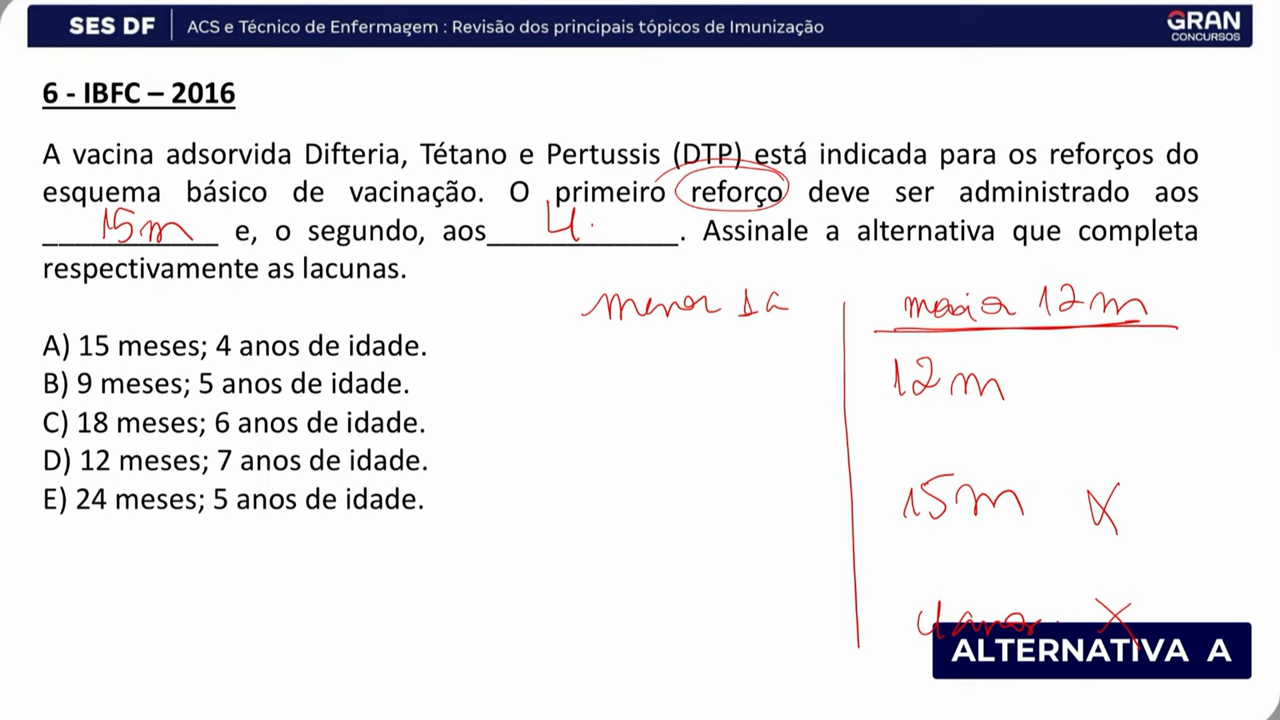 SES DF ACS e Técnico de Enfermagem : Revisão dos principais tópicos de Imunização GRAN CONCURSOS
6 - IBFC – 2016
A vacina adsorvida Difteria, Tétano e Pertussis (DTP) está indicada para os reforços do
esquema básico de vacinação. O primeiro reforço deve ser administrado aos
15m e, o segundo, aos 4. Assinale a alternativa que completa
respectivamente as lacunas.
menor 1a maior 12m
A) 15 meses; 4 anos de idade.
B) 9 meses; 5 anos de idade.
C) 18 meses; 6 anos de idade.
D) 12 meses; 7 anos de idade.
E) 24 meses; 5 anos de idade.
12m
15m X
4 anos. X
ALTERNATIVA A